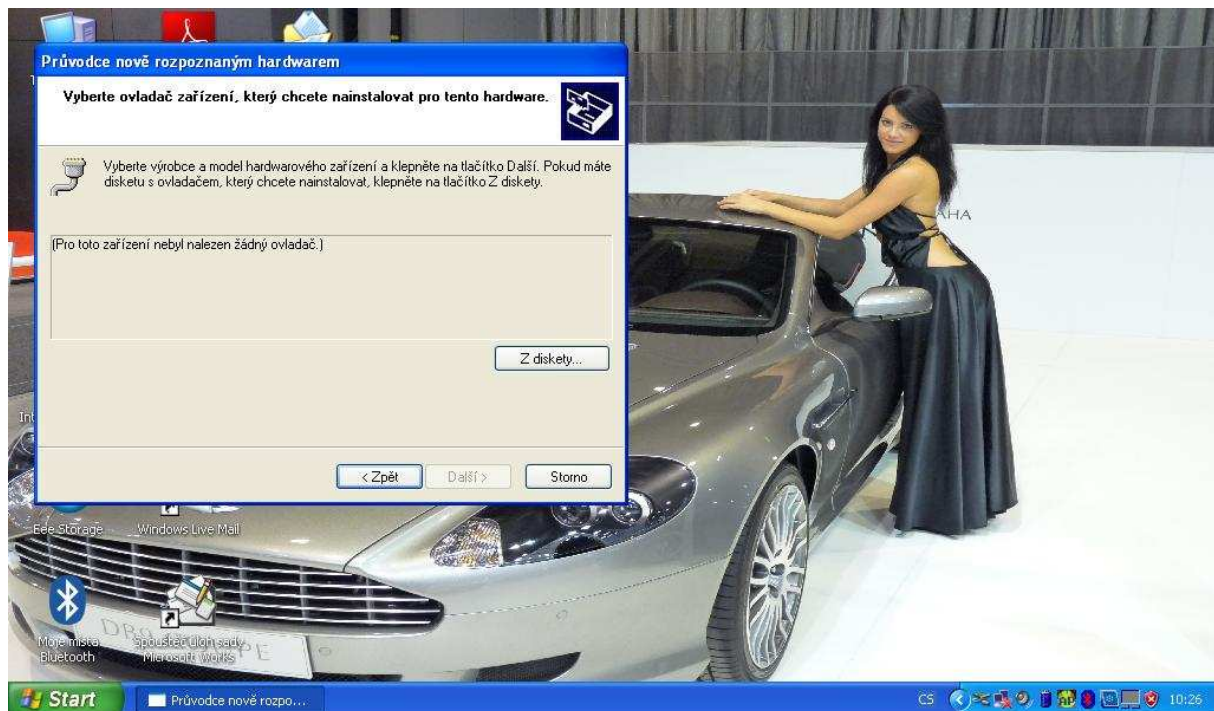 Průvodce nově rozpoznaným hardwarem
Vyberte ovladač zařízení, který chcete nainstalovat pro tento hardware.
Vyberte výrobce a model hardwarového zařízení a klepněte na tlačítko Další. Pokud máte
disketu s ovladačem, který chcete nainstalovat, klepněte na tlačítko Z diskety.
(Pro toto zařízení nebyl nalezen žádný ovladač.)
Z diskety...
< Zpět
Další >
Storno
AHA
Int
Eee Storage
Windows Live Mail
Moje místa
Bluetooth
Spouštěč úloh sady
Microsoft Works
Start
Průvodce nově rozpo...
CS
10:26